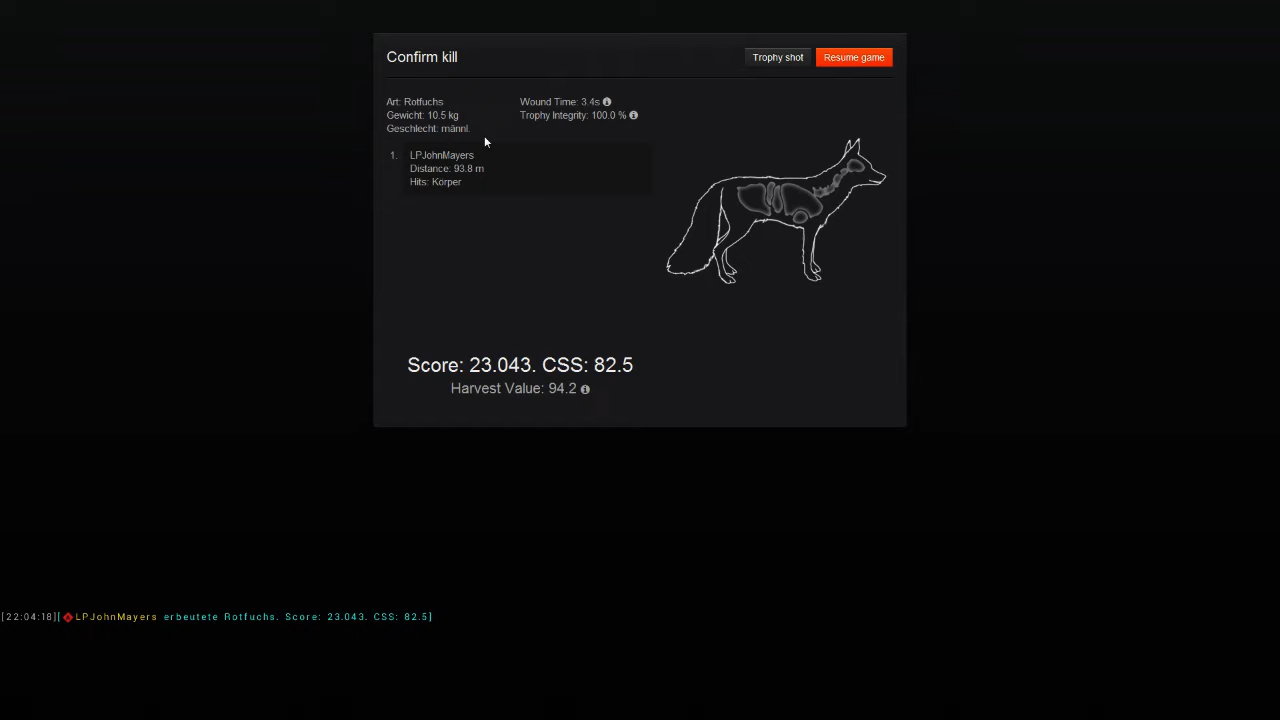 Confirm kill
Trophy shot
Resume game
Art: Rotfuchs
Gewicht: 10.5 kg
Geschlecht: männl.
Wound Time: 3.4s
Trophy Integrity: 100.0 %
1. LPJohnMayers
Distance: 93.8 m
Hits: Körper
Score: 23.043. CSS: 82.5
Harvest Value: 94.2
[22:04:18][LPJohnMayers erbeutete Rotfuchs. Score: 23.043. CSS: 82.5]